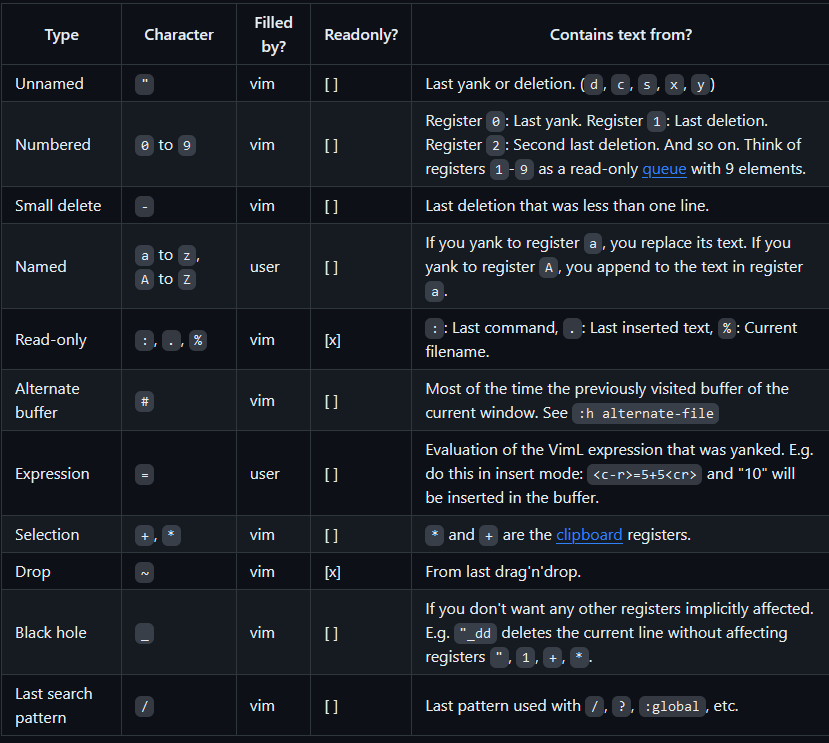 Type Character Filled by? Readonly? Contains text from?
Unnamed " vim [ ] Last yank or deletion. (d, c, s, x, y)
Numbered 0 to 9 vim [ ] Register 0: Last yank. Register 1: Last deletion.
Register 2: Second last deletion. And so on. Think of
registers 1-9 as a read-only queue with 9 elements.
Small delete - vim [ ] Last deletion that was less than one line.
Named a to z, A to Z user [ ] If you yank to register a, you replace its text. If you
yank to register A, you append to the text in register
a.
Read-only :, ., % vim [x] :: Last command, .: Last inserted text, %: Current
filename.
Alternate buffer # vim [ ] Most of the time the previously visited buffer of the
current window. See :h alternate-file
Expression = user [ ] Evaluation of the VimL expression that was yanked. E.g.
do this in insert mode: <c-r>=5+5<cr> and "10" will
be inserted in the buffer.
Selection +, * vim [ ] * and + are the clipboard registers.
Drop ~ vim [x] From last drag'n'drop.
Black hole _ vim [ ] If you don't want any other registers implicitly affected.
E.g. "_dd deletes the current line without affecting
registers ", 1, +, *.
Last search pattern / vim [ ] Last pattern used with /, ?, :global, etc.